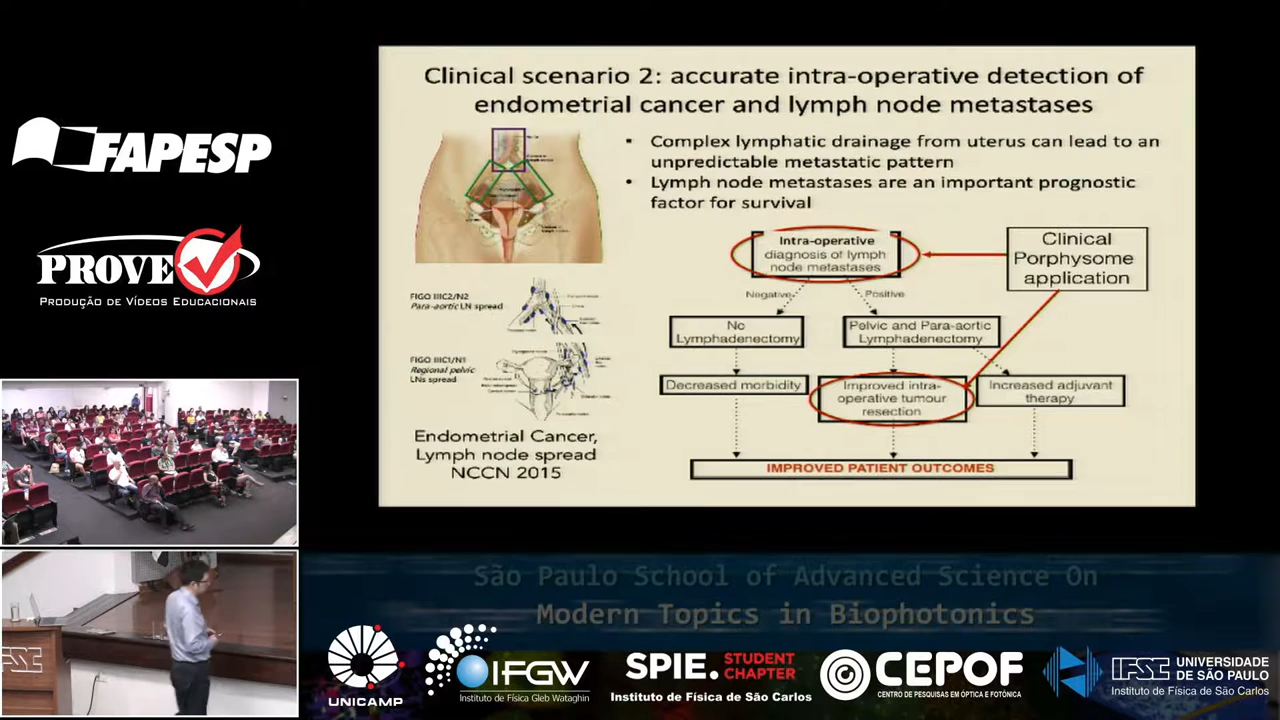 Clinical scenario 2: accurate intra-operative detection of
endometrial cancer and lymph node metastases
FAPESP
PROVE
PRODUÇÃO DE VÍDEOS EDUCACIONAIS
• Complex lymphatic drainage from uterus can lead to an
unpredictable metastatic pattern
• Lymph node metastases are an important prognostic
factor for survival
Intra-operative
diagnosis of lymph
node metastases
Clinical
Porphysome
application
Negative
Positive
No
Lymphadenectomy
Pelvic and Para-aortic
Lymphadenectomy
Decreased morbidity
Improved intra-
operative tumour
resection
Increased adjuvant
therapy
IMPROVED PATIENT OUTCOMES
FIGO IIIC2/N2
Para-aortic LN spread
FIGO IIIC1/N1
Regional pelvic
LNs spread
Endometrial Cancer,
Lymph node spread
NCCN 2015
São Paulo School of Advanced Science On
Modern Topics in Biophotonics
IFSC
UNICAMP
IFGW
Instituto de Física Gleb Wataghin
SPIE. STUDENT
CHAPTER
Instituto de Física de São Carlos
CEPOF
CENTRO DE PESQUISAS EM ÓPTICA E FOTÔNICA
IFSC
UNIVERSIDADE
DE SÃO PAULO
Instituto de Física de São Carlos